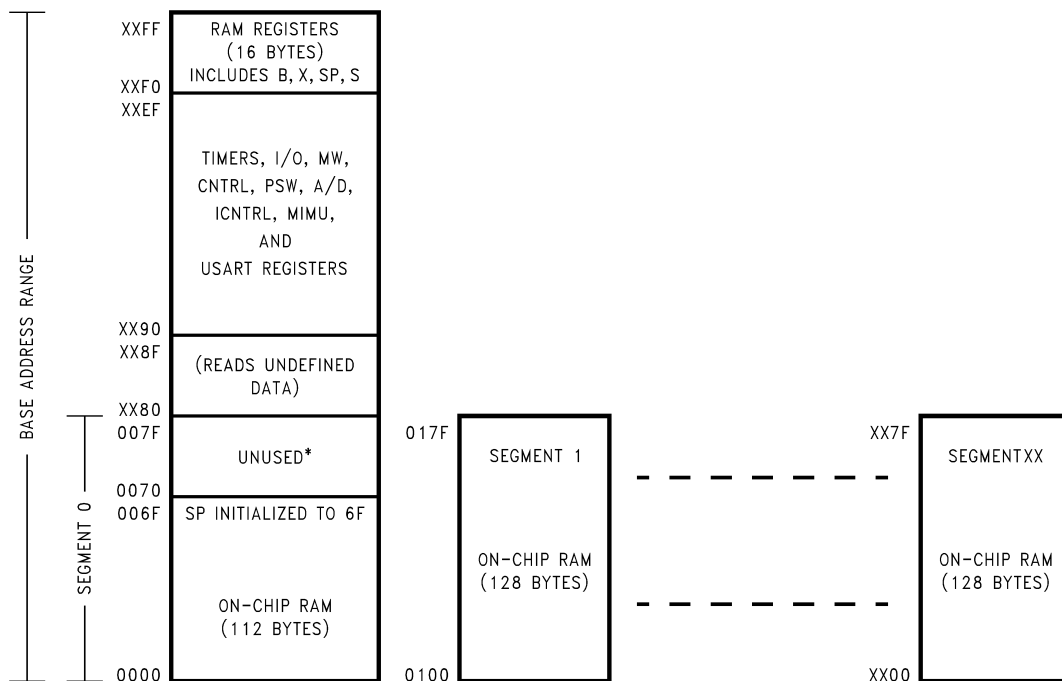 XXFF
RAM REGISTERS
(16 BYTES)
INCLUDES B, X, SP, S
XXF0
XXEF
TIMERS, I/O, MW,
CNTRL, PSW, A/D,
ICNTRL, MIMU,
AND
USART REGISTERS
XX90
XX8F
(READS UNDEFINED
DATA)
XX80
007F
UNUSED*
0070
006F
SP INITIALIZED TO 6F
ON-CHIP RAM
(112 BYTES)
0000
BASE ADDRESS RANGE
SEGMENT 0
017F
SEGMENT 1
ON-CHIP RAM
(128 BYTES)
0100
XX7F
SEGMENT XX
ON-CHIP RAM
(128 BYTES)
XX00